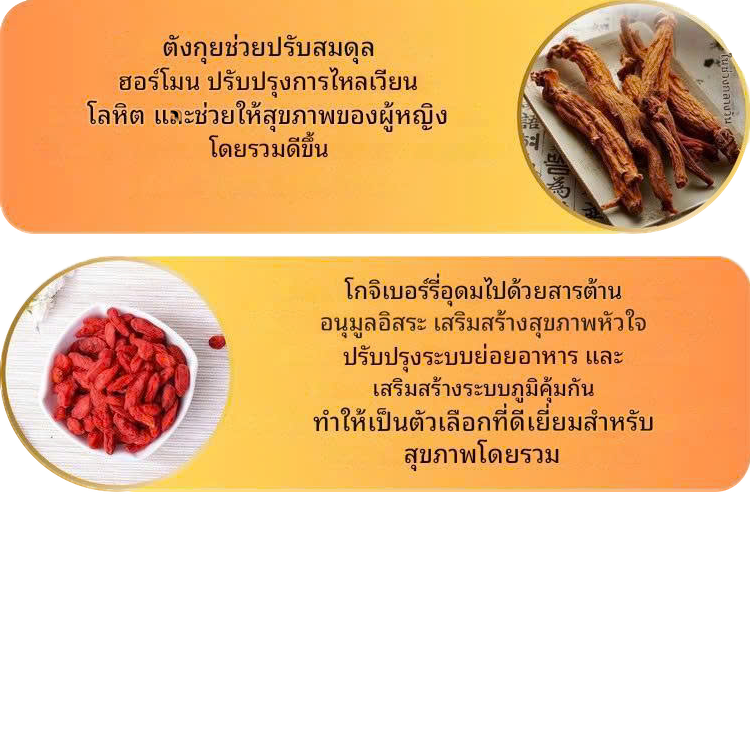 ตังกุยช่วยปรับสมดุล
ฮอร์โมน ปรับปรุงการไหลเวียน
โลหิต และช่วยให้สุขภาพของผู้หญิง
โดยรวมดีขึ้น
โกจิเบอร์รี่อุดมไปด้วยสารต้าน
อนุมูลอิสระ เสริมสร้างสุขภาพหัวใจ
ปรับปรุงระบบย่อยอาหาร และ
เสริมสร้างระบบภูมิคุ้มกัน
ทำให้เป็นตัวเลือกที่ดีเยี่ยมสำหรับ
สุขภาพโดยรวม